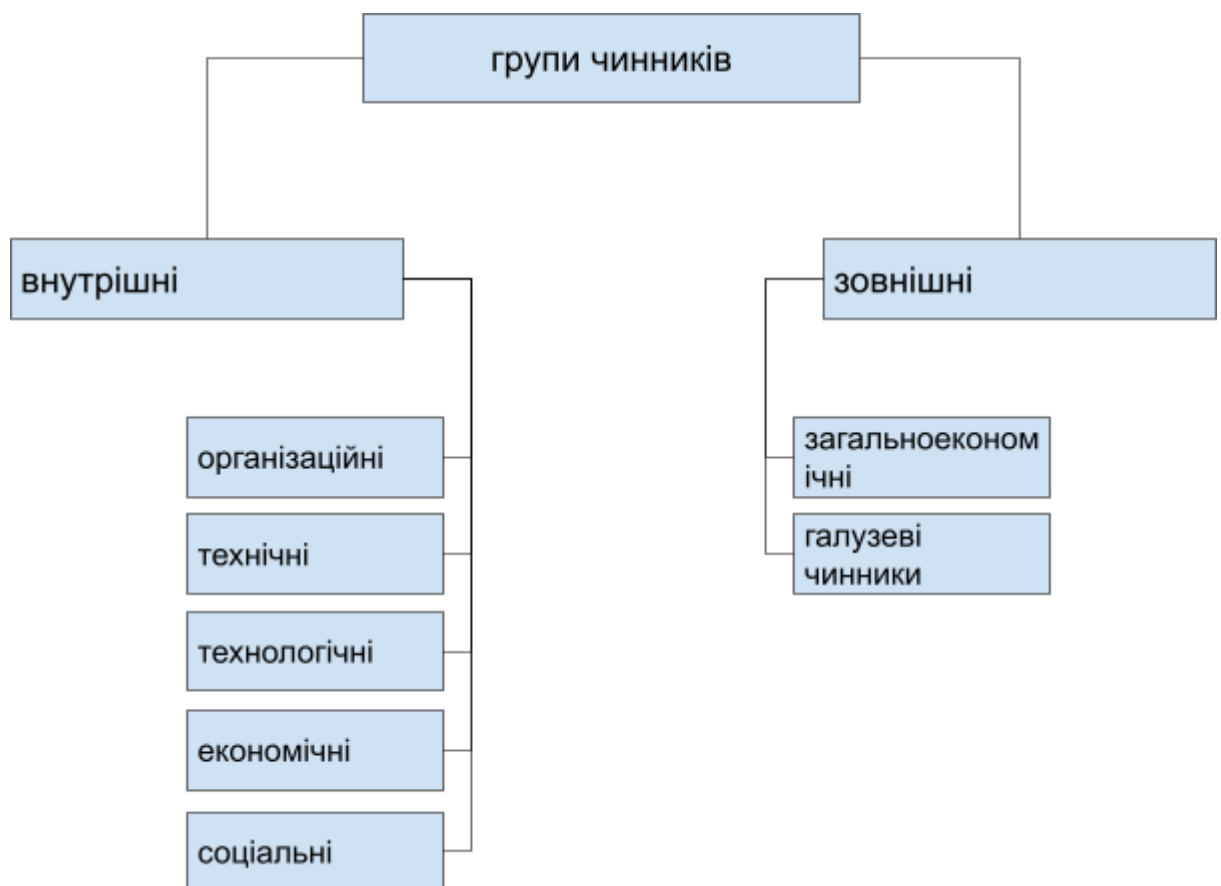 групи чинників
внутрішні
зовнішні
організаційні
технічні
технологічні
економічні
соціальні
загальноеконом
ічні
галузеві
чинники